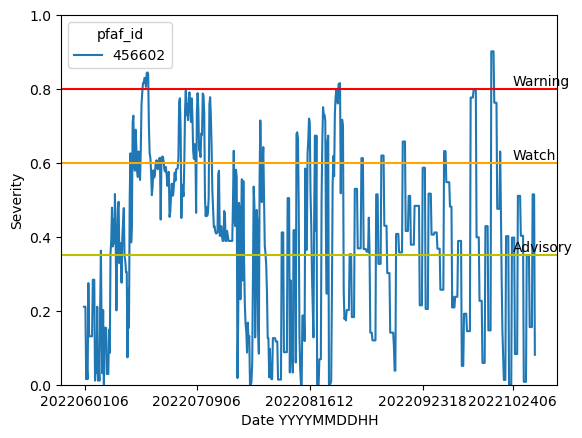 pfaf_id
456602
1.0
0.8
0.6
0.4
0.2
0.0
Severity
Warning
Watch
Advisory
2022060106
2022070906
2022081612
2022092318
2022102406
Date YYYYMMDDHH